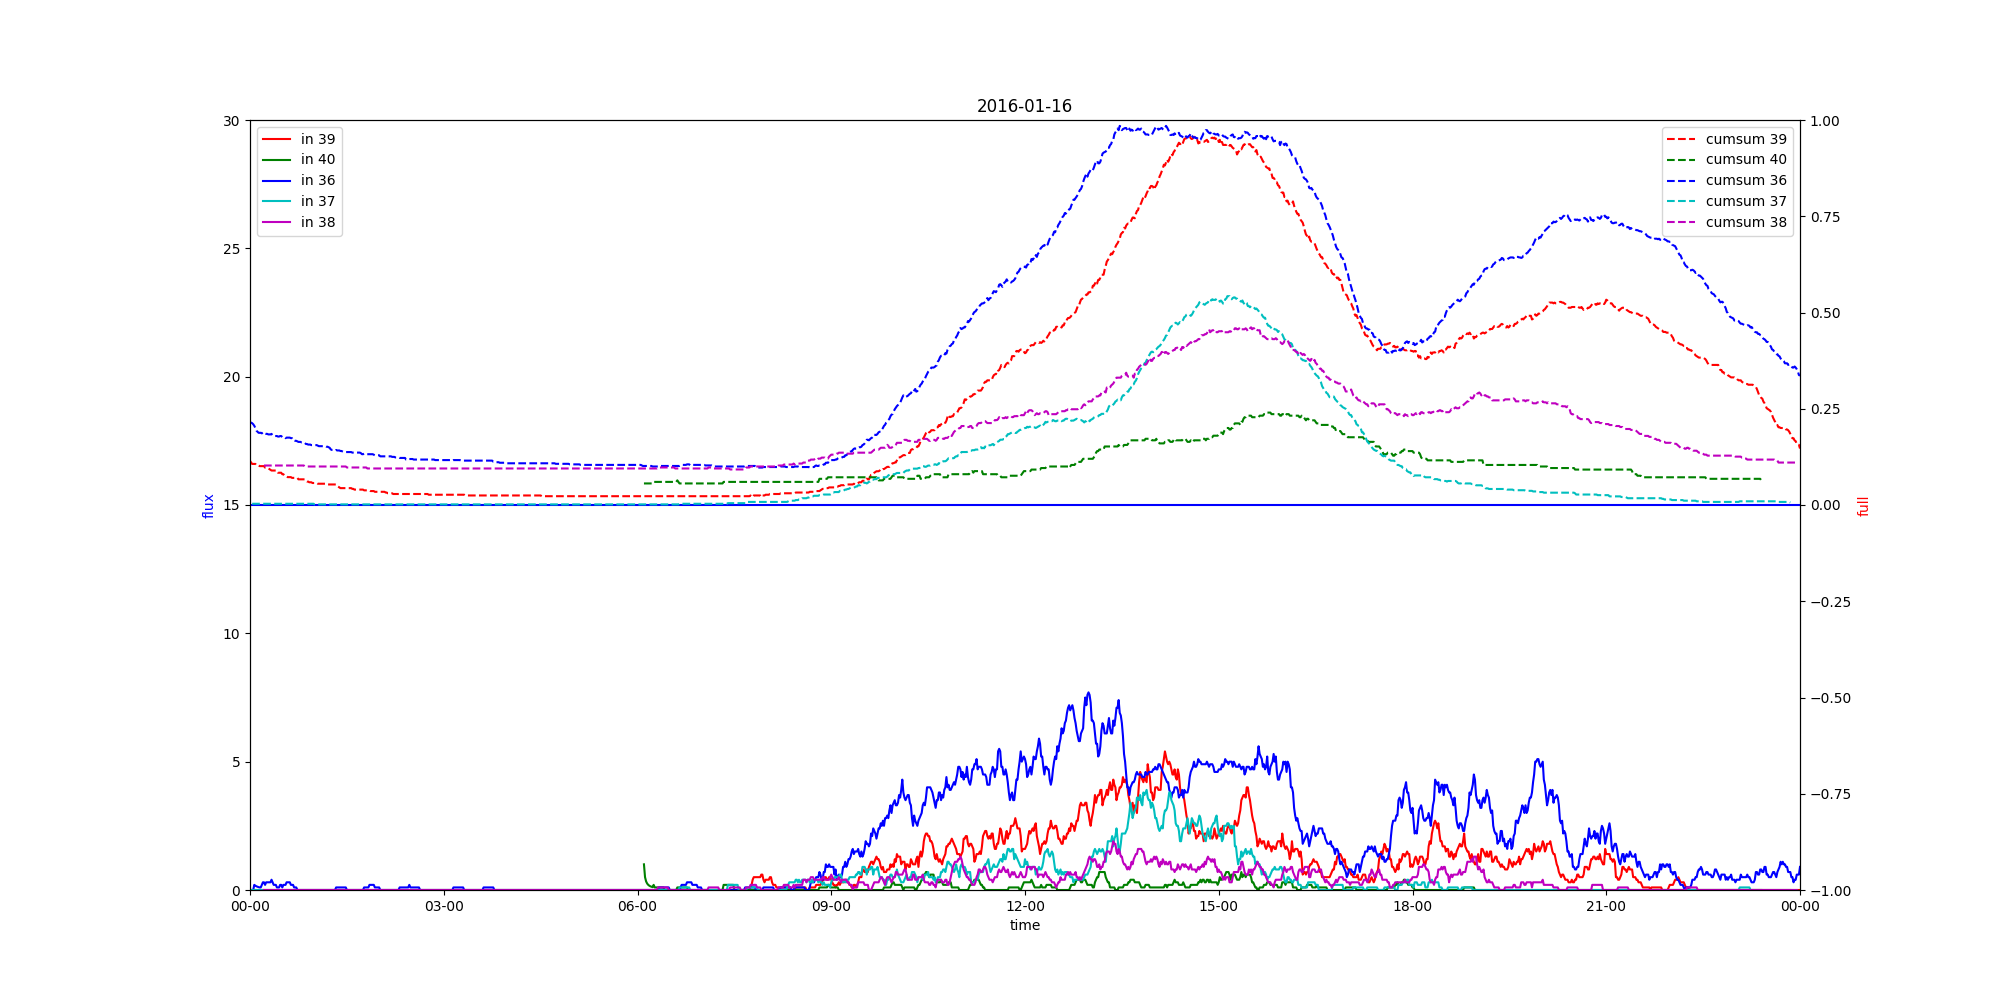 2016-01-16
in 39
in 40
in 36
in 37
in 38
cumsum 39
cumsum 40
cumsum 36
cumsum 37
cumsum 38
30
25
20
15
10
5
0
flux
1.00
0.75
0.50
0.25
0.00
−0.25
−0.50
−0.75
−1.00
full
00-00 03-00 06-00 09-00 12-00 15-00 18-00 21-00 00-00
time